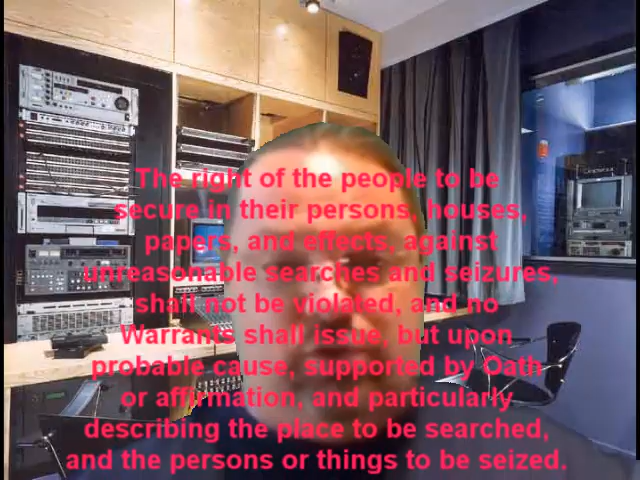 The right of the people to be
secure in their persons, houses,
papers, and effects, against
unreasonable searches and seizures,
shall not be violated, and no
Warrants shall issue, but upon
probable cause, supported by Oath
or affirmation, and particularly
describing the place to be searched,
and the persons or things to be seized.